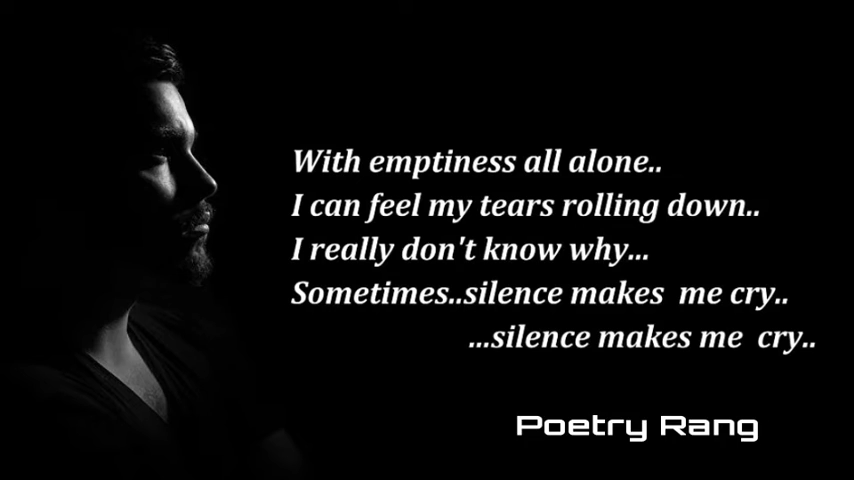 With emptiness all alone..
I can feel my tears rolling down..
I really don't know why...
Sometimes..silence makes  me cry..
...silence makes me  cry..
Poetry Rang